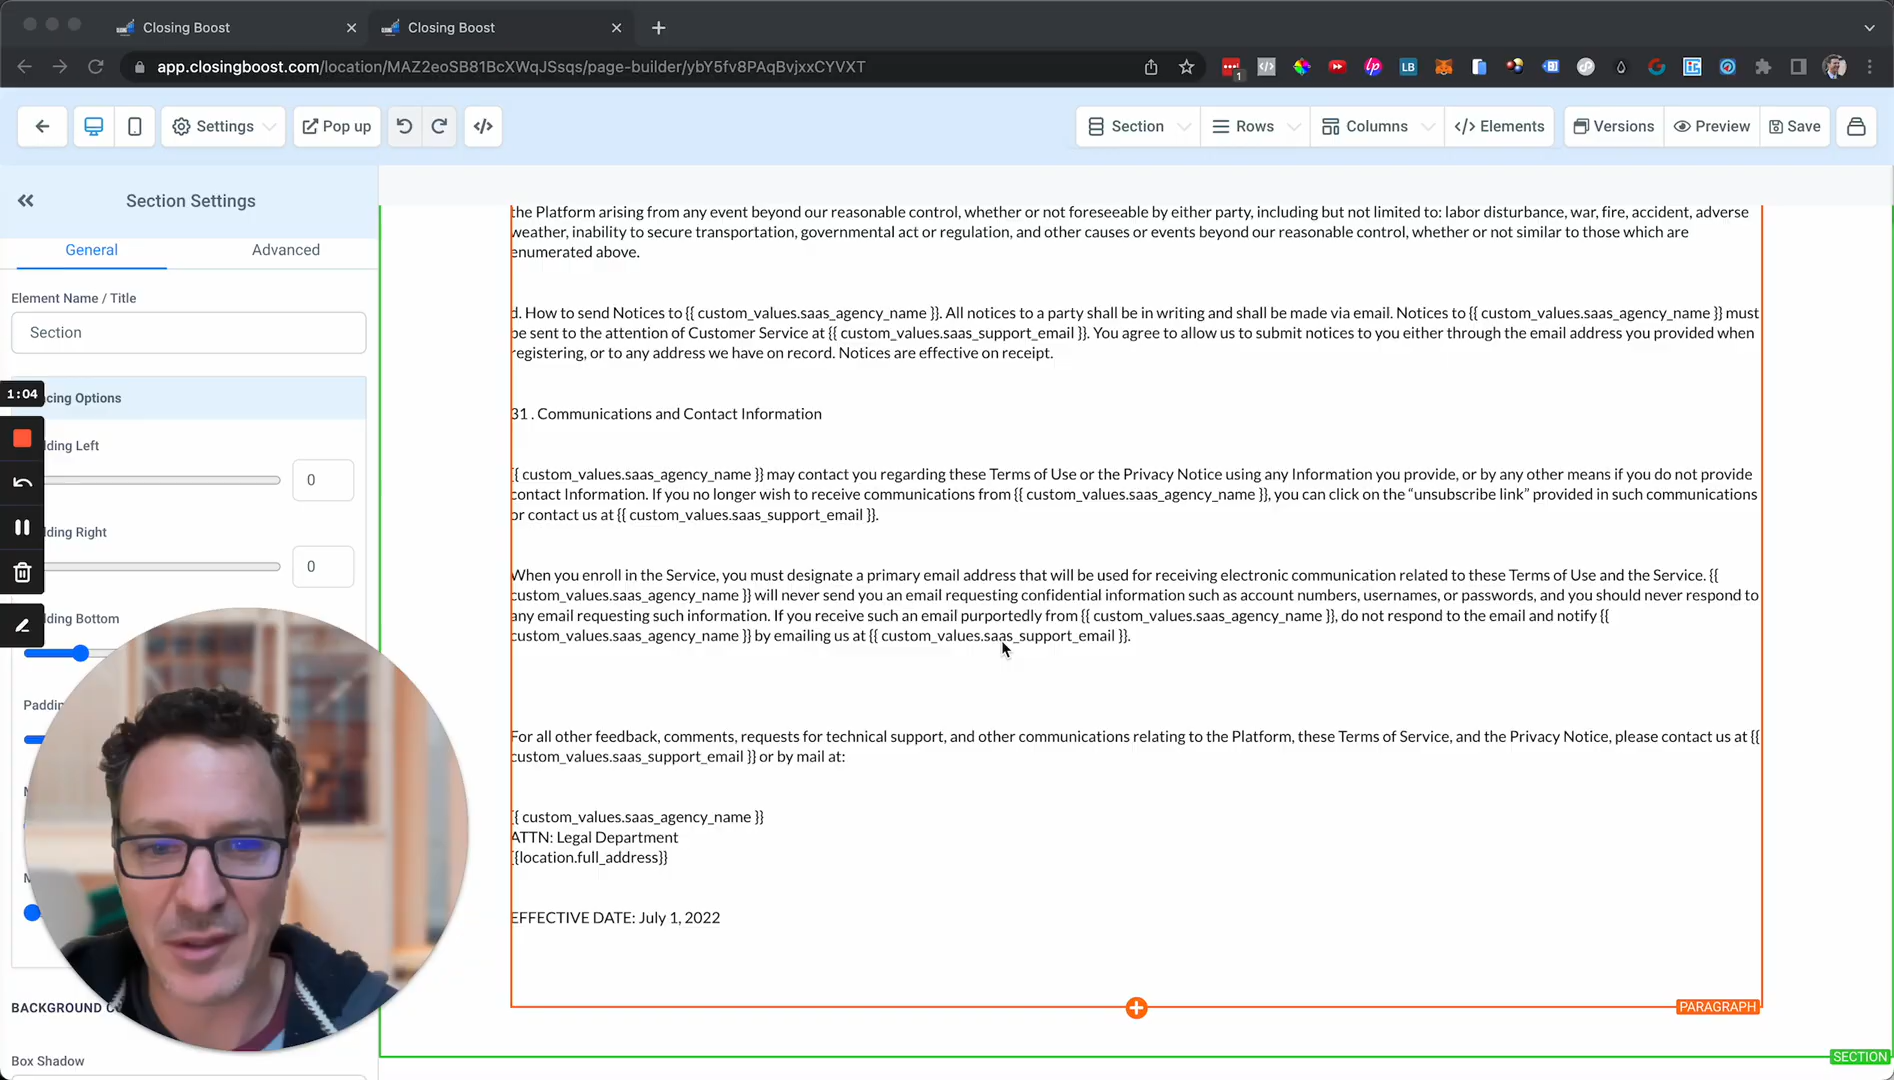 Closing Boost
Closing Boost
app.closingboost.com/location/MAZ2eoSB81BcXWqJSsqs/page-builder/ybY5fv8PAqBvjxxCYVXT
1
LB
Settings
Pop up
Section
Rows
Columns
</> Elements
Versions
Preview
Save
Section Settings
General
Advanced
Element Name / Title
Section
1:04
cing Options
lding Left
0
lding Right
0
lding Bottom
Paddin
BACKGROUND C
Box Shadow
the Platform arising from any event beyond our reasonable control, whether or not foreseeable by either party, including but not limited to: labor disturbance, war, fire, accident, adverse
weather, inability to secure transportation, governmental act or regulation, and other causes or events beyond our reasonable control, whether or not similar to those which are
enumerated above.
d. How to send Notices to {{ custom_values.saas_agency_name }}. All notices to a party shall be in writing and shall be made via email. Notices to {{ custom_values.saas_agency_name }} must
be sent to the attention of Customer Service at {{ custom_values.saas_support_email }}. You agree to allow us to submit notices to you either through the email address you provided when
registering, or to any address we have on record. Notices are effective on receipt.
31 . Communications and Contact Information
{{ custom_values.saas_agency_name }} may contact you regarding these Terms of Use or the Privacy Notice using any Information you provide, or by any other means if you do not provide
contact Information. If you no longer wish to receive communications from {{ custom_values.saas_agency_name }}, you can click on the “unsubscribe link” provided in such communications
or contact us at {{ custom_values.saas_support_email }}.
When you enroll in the Service, you must designate a primary email address that will be used for receiving electronic communication related to these Terms of Use and the Service. {{
custom_values.saas_agency_name }} will never send you an email requesting confidential information such as account numbers, usernames, or passwords, and you should never respond to
any email requesting such information. If you receive such an email purportedly from {{ custom_values.saas_agency_name }}, do not respond to the email and notify {{
custom_values.saas_agency_name }} by emailing us at {{ custom_values.saas_support_email }}.
For all other feedback, comments, requests for technical support, and other communications relating to the Platform, these Terms of Service, and the Privacy Notice, please contact us at {{
custom_values.saas_support_email }} or by mail at:
{{ custom_values.saas_agency_name }}
ATTN: Legal Department
{{location.full_address}}
EFFECTIVE DATE: July 1, 2022
PARAGRAPH
SECTION